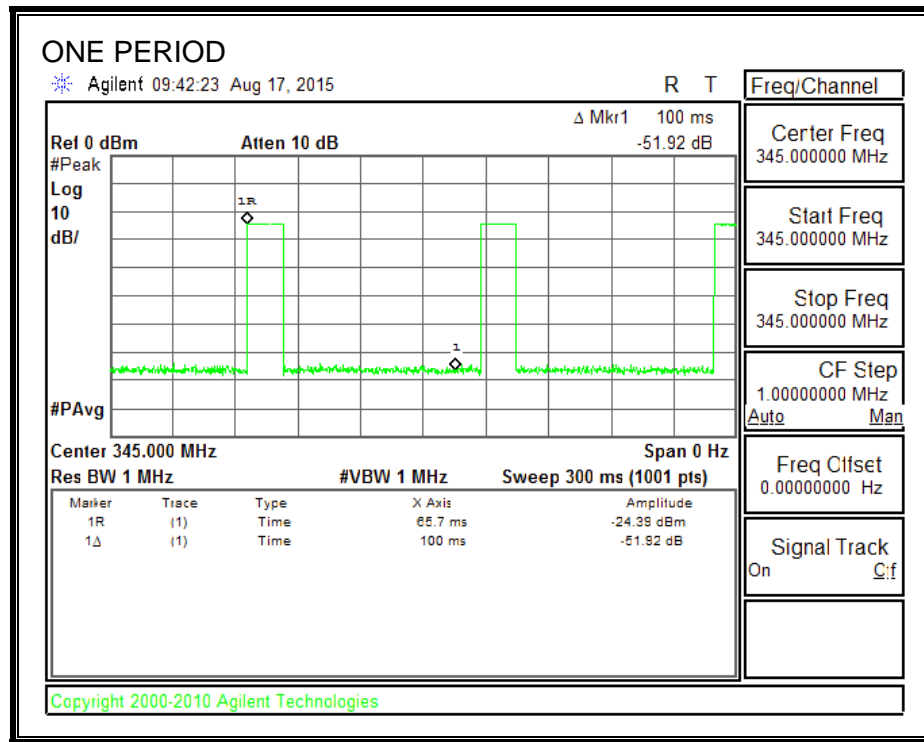 ONE PERIOD
Agilent 09:42:23 Aug 17, 2015 R T
Freq/Channel
Δ Mkr1 100 ms
Ref 0 dBm Atten 10 dB -51.92 dB
#Peak
Log
10
dB/
1R
1
#PAvg
Center 345.000 MHz Span 0 Hz
Res BW 1 MHz #VBW 1 MHz Sweep 300 ms (1001 pts)
Marker Trace Type X Axis Amplitude
1R (1) Time 65.7 ms -24.39 dBm
1Δ (1) Time 100 ms -51.92 dB
Center Freq
345.000000 MHz
Start Freq
345.000000 MHz
Stop Freq
345.000000 MHz
CF Step
1.00000000 MHz
Auto Man
Freq Offset
0.00000000 Hz
Signal Track
On Off
Copyright 2000-2010 Agilent Technologies